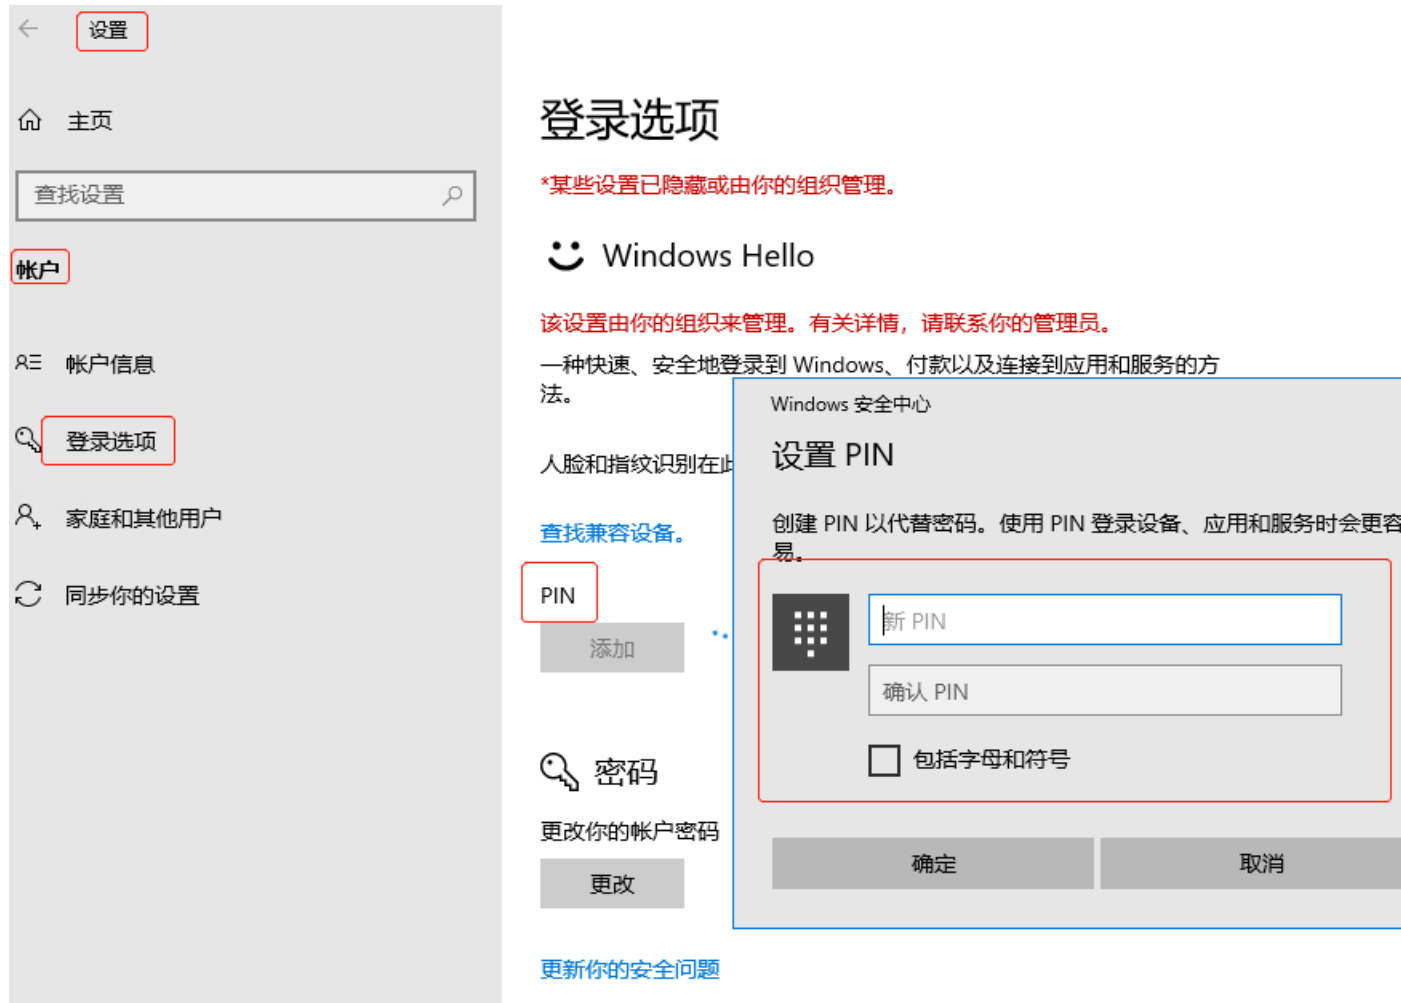 设置
主页
查找设置
帐户
帐户信息
登录选项
家庭和其他用户
同步你的设置
登录选项
*某些设置已隐藏或由你的组织管理。
Windows Hello
该设置由你的组织来管理。有关详情，请联系你的管理员。
一种快速、安全地登录到 Windows、付款以及连接到应用和服务的方
法。
人脸和指纹识别在此
查找兼容设备。
PIN
添加
密码
更改你的帐户密码
更改
更新你的安全问题
Windows 安全中心
设置 PIN
创建 PIN 以代替密码。使用 PIN 登录设备、应用和服务时会更容
易。
新 PIN
确认 PIN
包括字母和符号
确定
取消